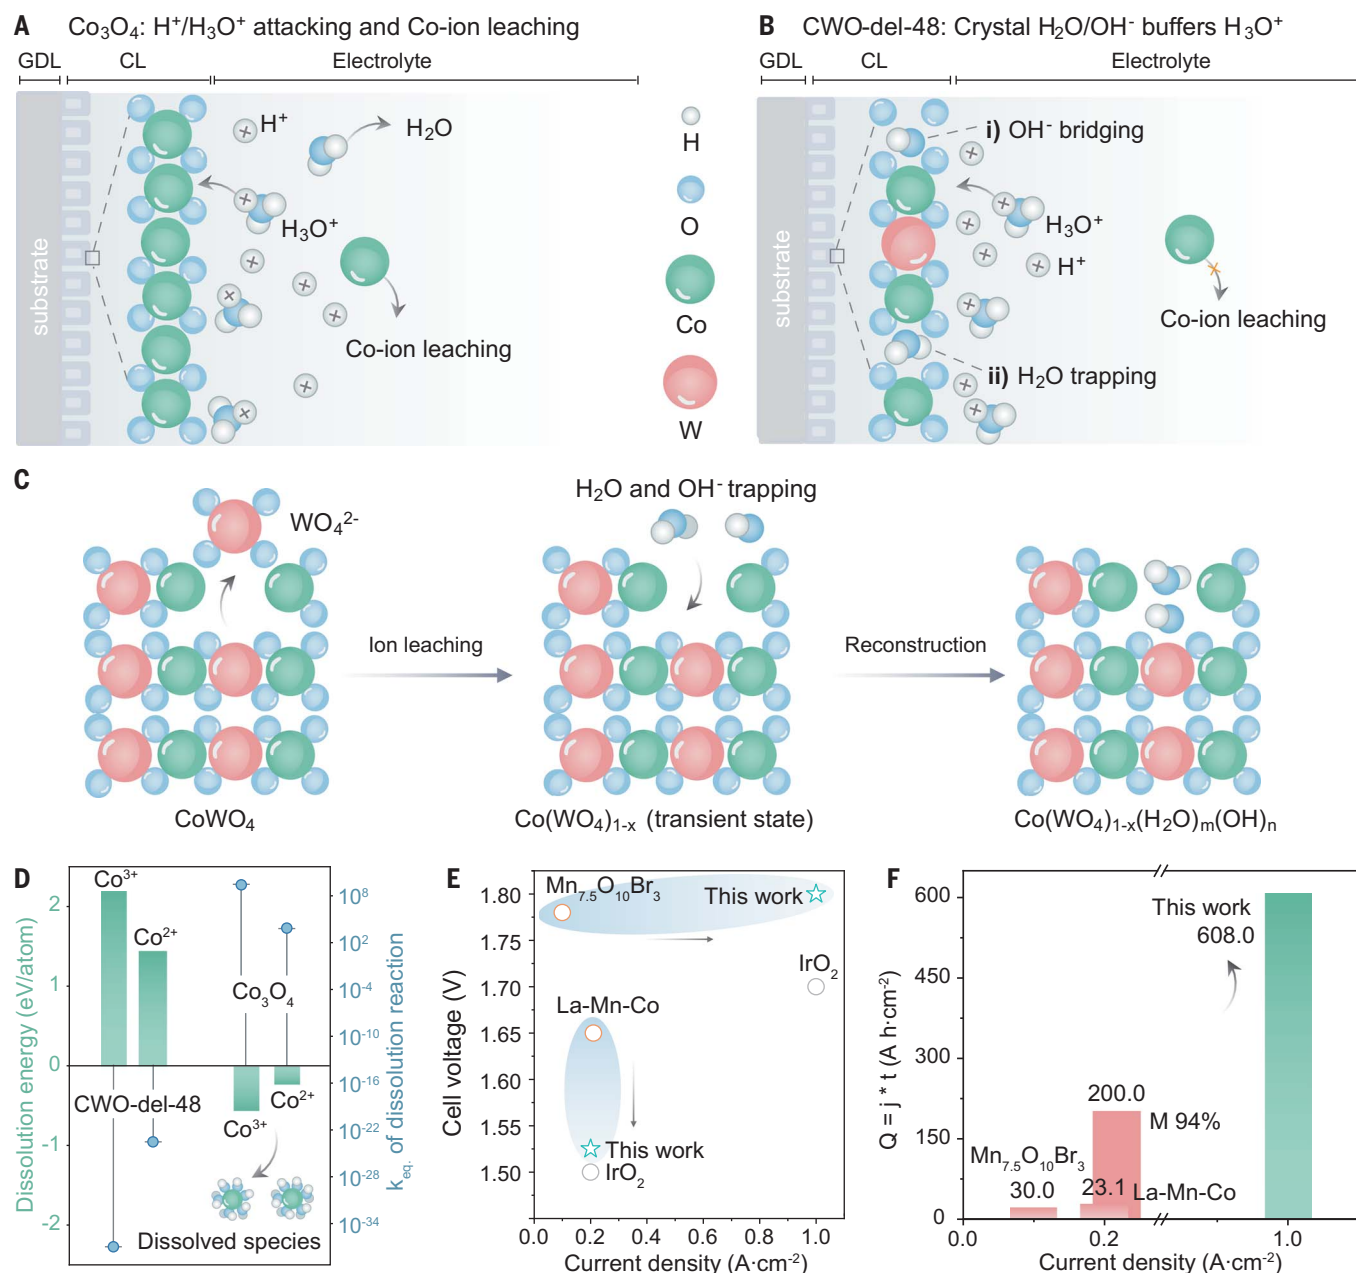 A Co₃O₄: H⁺/H₃O⁺ attacking and Co-ion leaching
GDL CL Electrolyte
substrate
H⁺
H₂O
H₃O⁺
Co-ion leaching
H
O
Co
W
B CWO-del-48: Crystal H₂O/OH⁻ buffers H₃O⁺
GDL CL Electrolyte
substrate
i) OH⁻ bridging
H₃O⁺
H⁺
Co-ion leaching
ii) H₂O trapping
C
WO₄²⁻
H₂O and OH⁻ trapping
Ion leaching
Reconstruction
CoWO₄
Co(WO₄)₁₋ₓ (transient state)
Co(WO₄)₁₋ₓ(H₂O)ₘ(OH)ₙ
D
Dissolution energy (eV/atom)
2
1
0
-1
-2
Co³⁺
Co²⁺
Co₃O₄
CWO-del-48
Co²⁺
Co³⁺
Dissolved species
10⁸
10²
10⁻⁴
10⁻¹⁰
10⁻¹⁶
10⁻²²
10⁻²⁸
10⁻³⁴
k_eq. of dissolution reaction
E
Cell voltage (V)
1.80
1.75
1.70
1.65
1.60
1.55
1.50
Mn₇.₅O₁₀Br₃
This work
IrO₂
La-Mn-Co
This work
IrO₂
0.0 0.2 0.4 0.6 0.8 1.0
Current density (A·cm⁻²)
F
Q = j * t (A h·cm⁻²)
600
450
300
150
0
This work
608.0
200.0
M 94%
Mn₇.₅O₁₀Br₃
30.0
23.1
La-Mn-Co
0.0 0.2 1.0
Current density (A·cm⁻²)